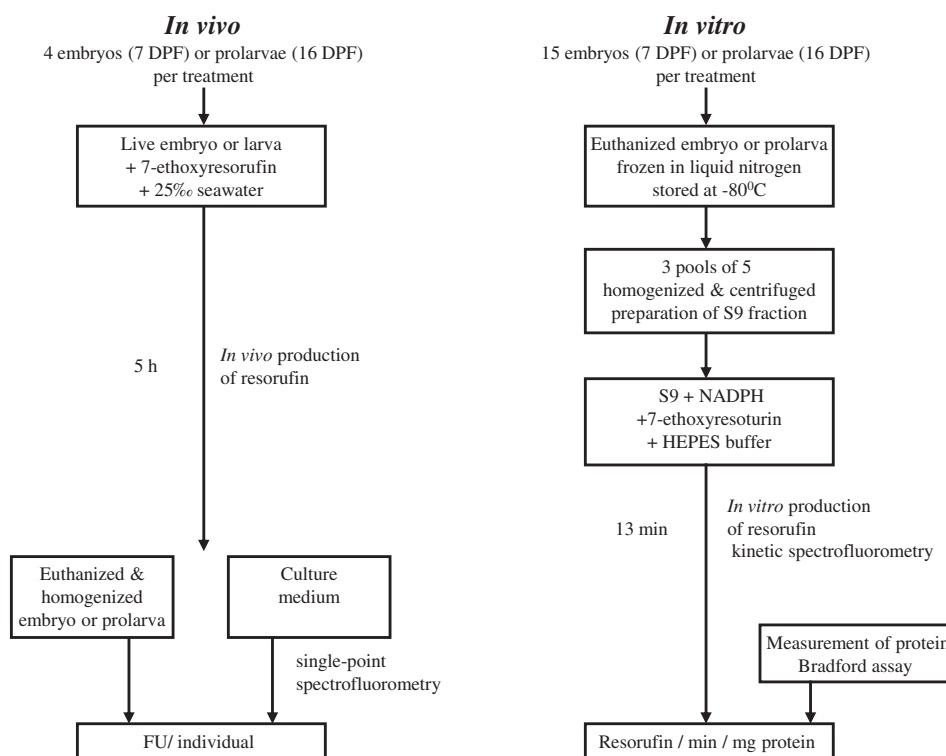 In vivo
4 embryos (7 DPF) or prolarvae (16 DPF)
per treatment
Live embryo or larva
+ 7-ethoxyresorufin
+ 25‰ seawater
5 h
In vivo production
of resorufin
Euthanized &
homogenized
embryo or prolarva
Culture
medium
single-point
spectrofluorometry
FU/ individual
In vitro
15 embryos (7 DPF) or prolarvae (16 DPF)
per treatment
Euthanized embryo or prolarva
frozen in liquid nitrogen
stored at -80⁰C
3 pools of 5
homogenized & centrifuged
preparation of S9 fraction
S9 + NADPH
+7-ethoxyresoturin
+ HEPES buffer
13 min
In vitro production
of resorufin
kinetic spectrofluorometry
Measurement of protein
Bradford assay
Resorufin / min / mg protein